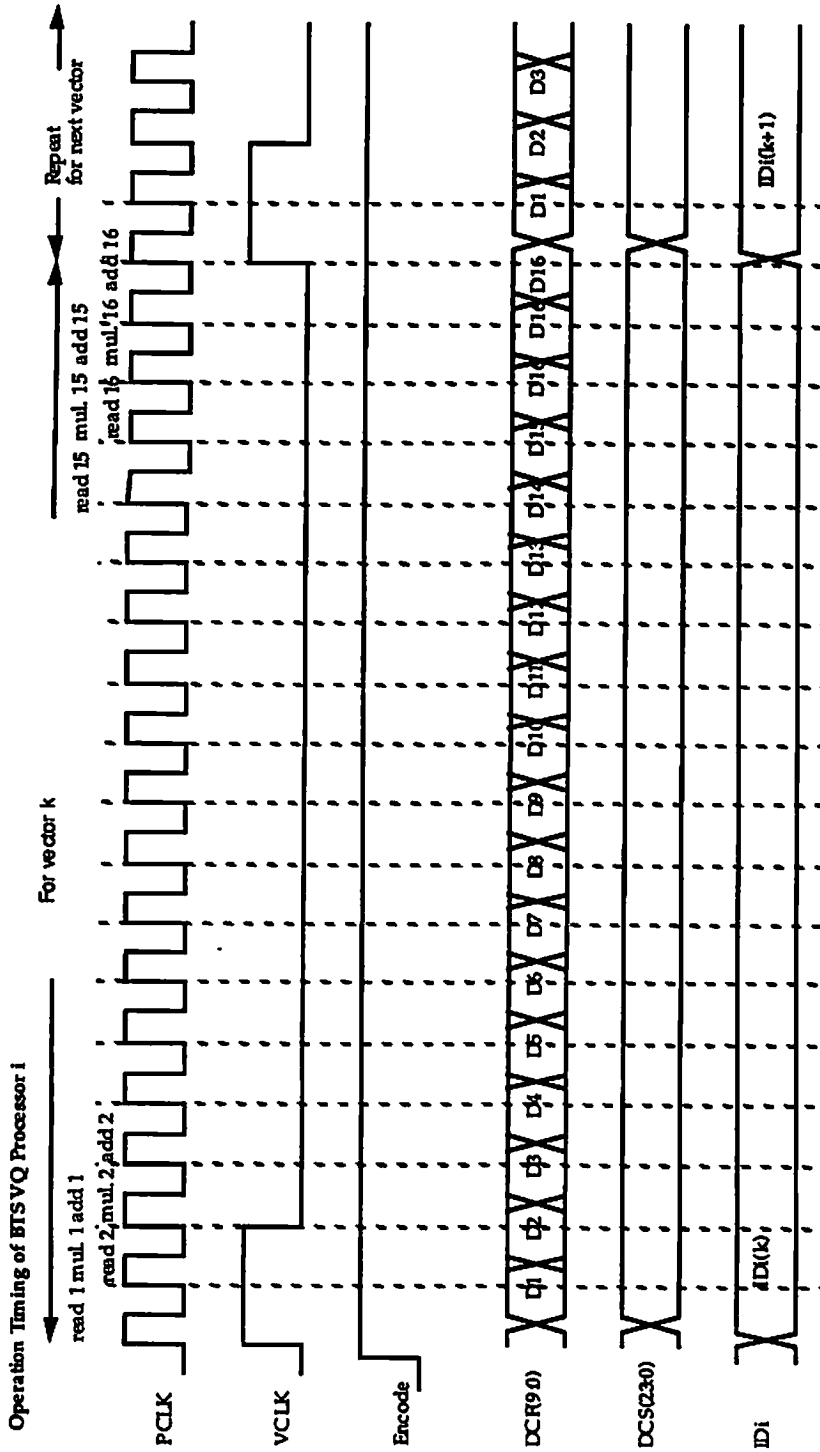 Operation Timing of BTSVQ Processor i
For vector k
Repeat
for next vector
read 1 mul. 1 add 1
read 2, mul. 2, add 2
read 15 mul. 15 add 15
read 16 mul. 16 add 16
PCLK
VCLK
Encode
DCR(9:0)
D1 D2 D3 D4 D5 D6 D7 D8 D9 D10 D11 D12 D13 D14 D15 D16 D16 D16 D1 D2 D3
DCS(23:0)
IDi
IDi(k)
IDi(k+1)